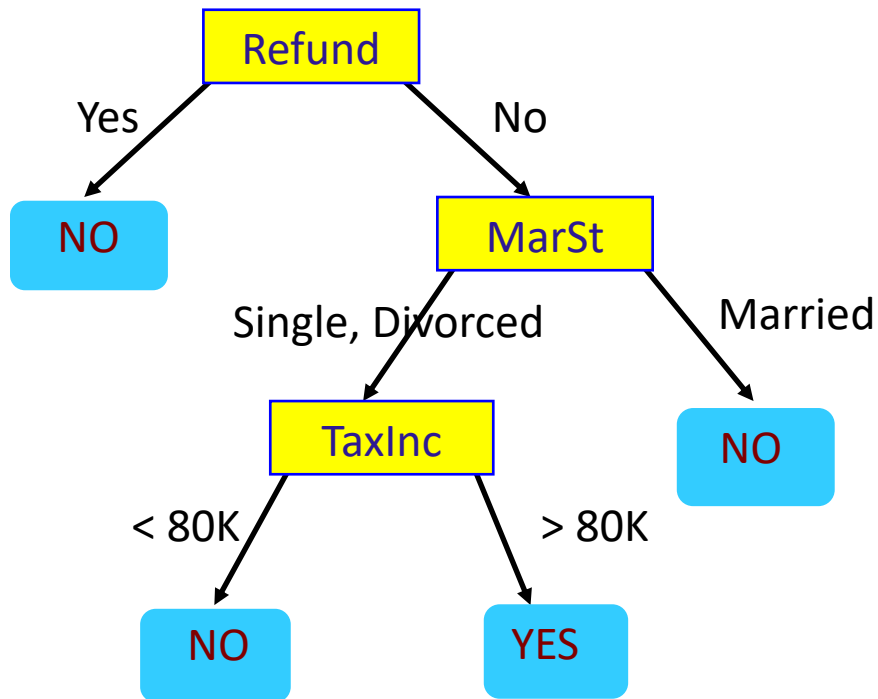 Refund
Yes
No
NO
MarSt
Single, Divorced
Married
TaxInc
NO
< 80K
> 80K
NO
YES